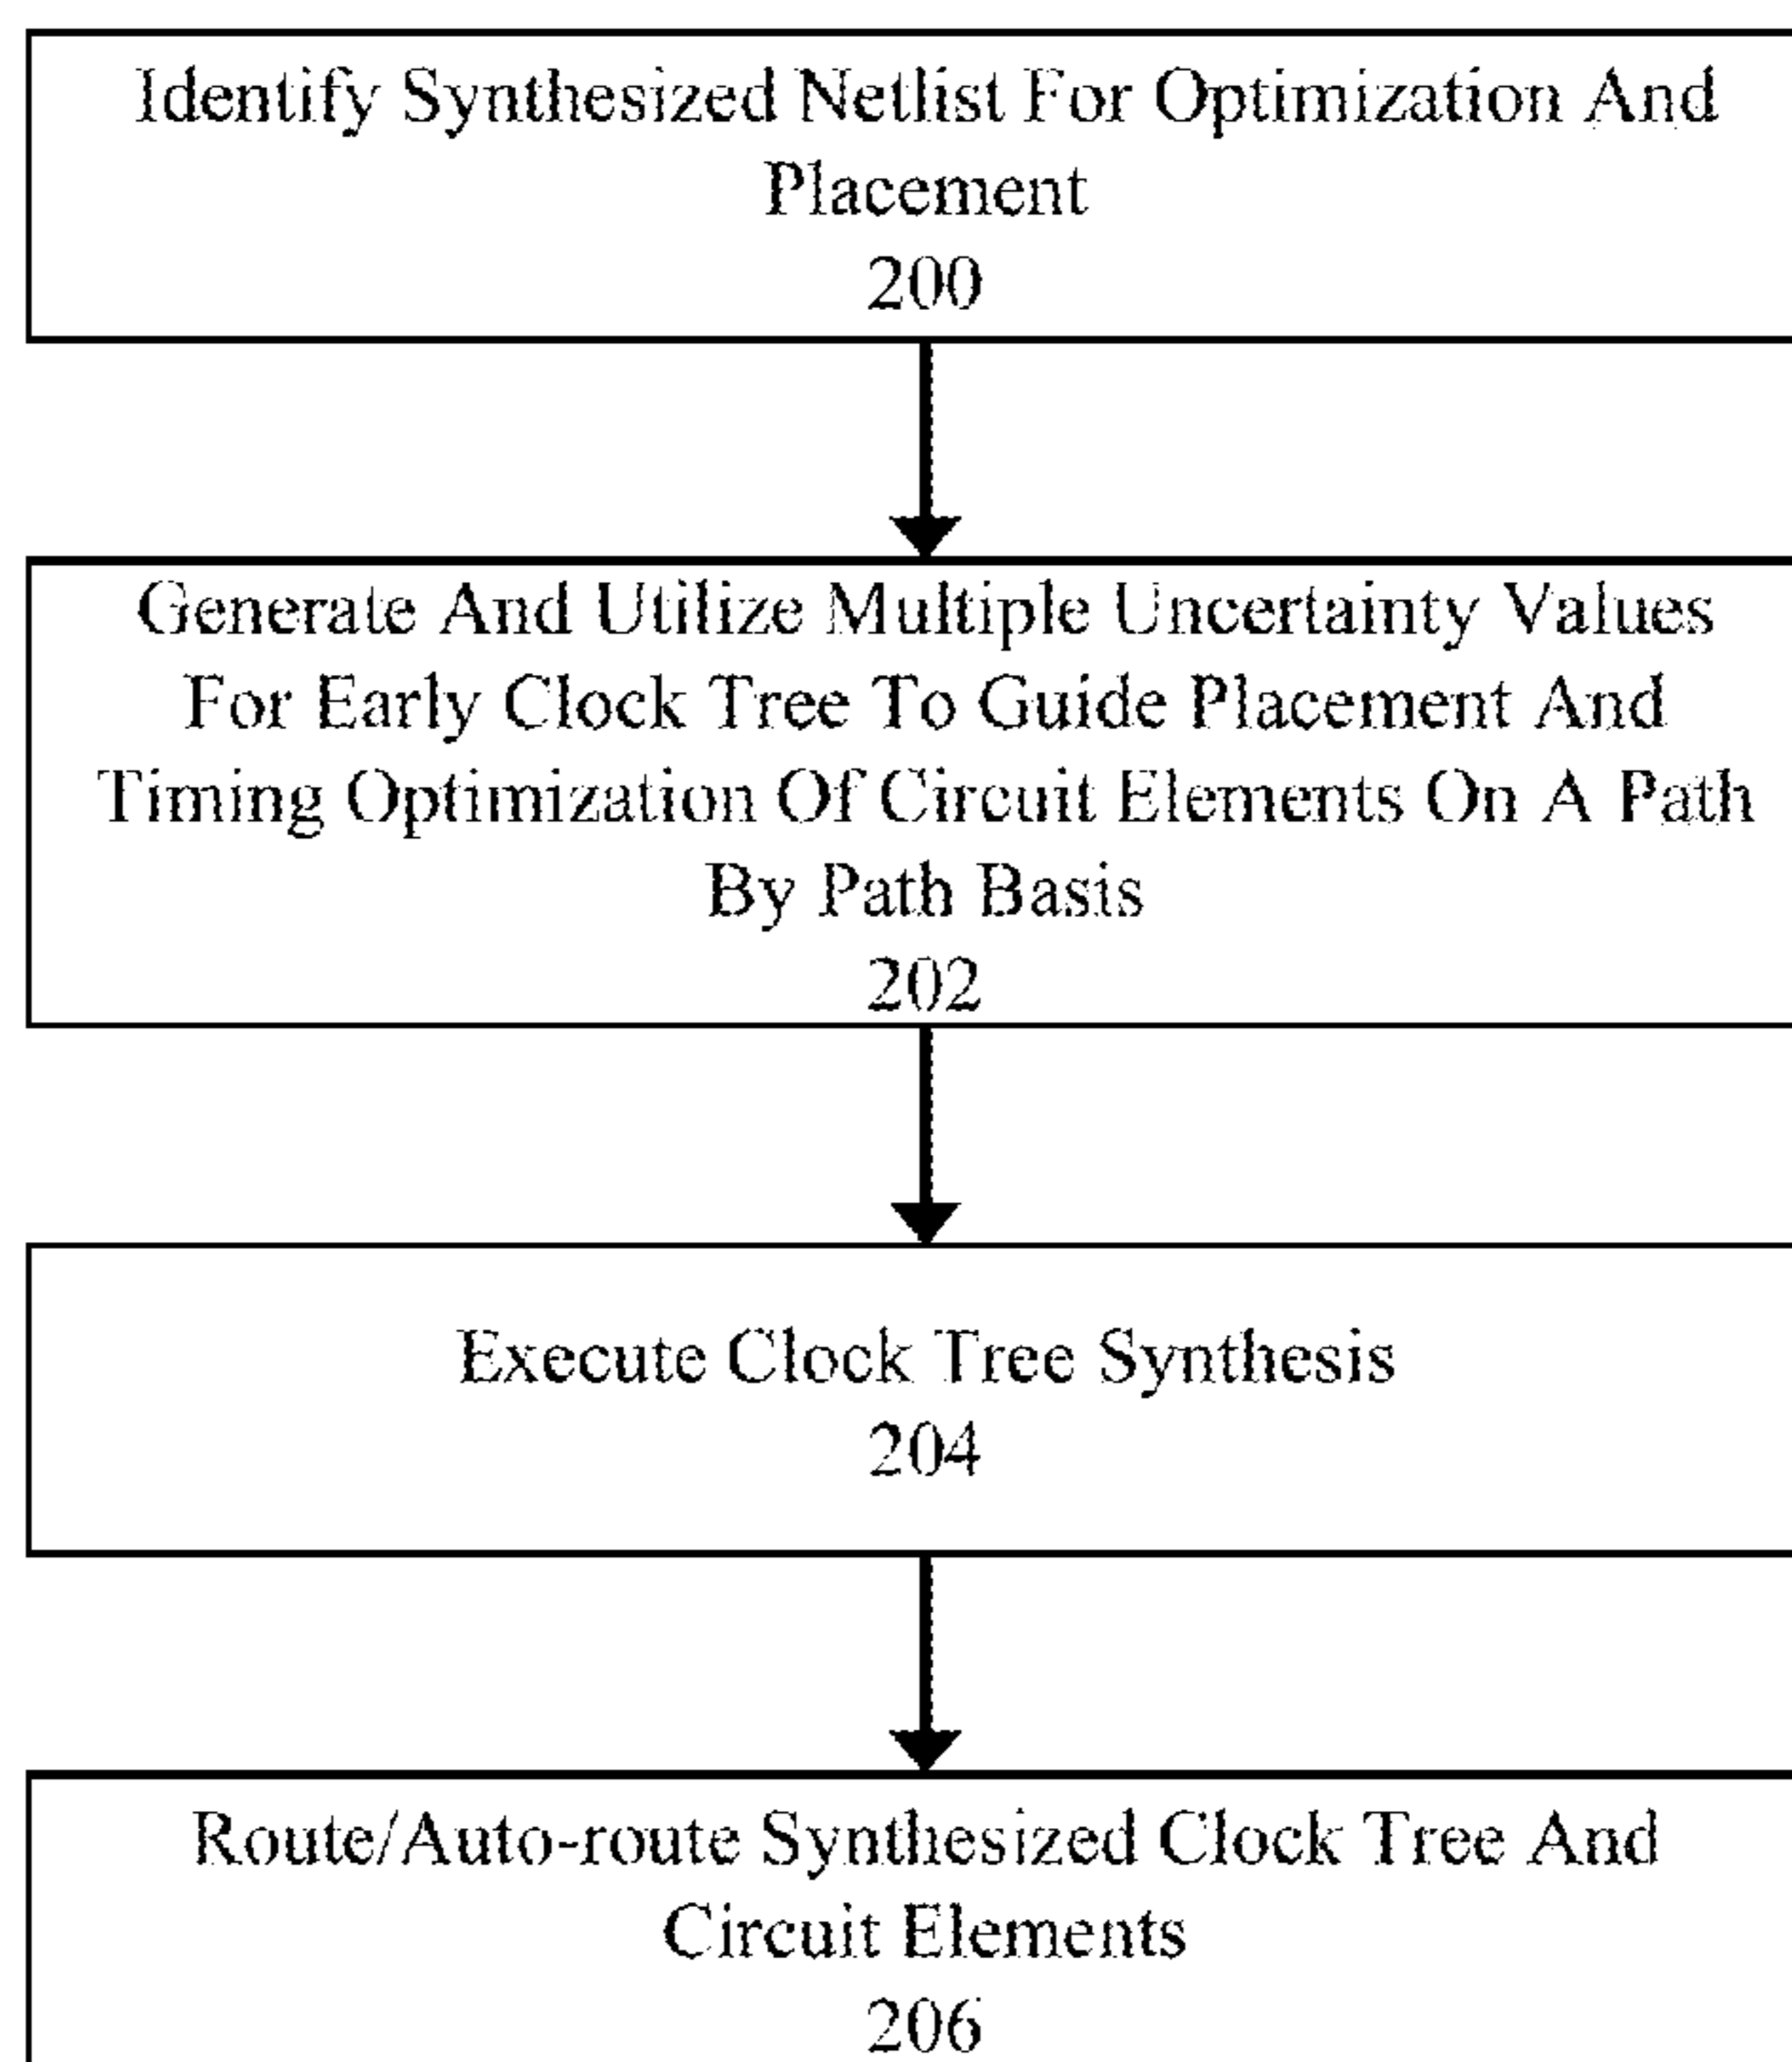 Identify Synthesized Netlist For Optimization And
Placement
200
Generate And Utilize Multiple Uncertainty Values
For Early Clock Tree To Guide Placement And
Timing Optimization Of Circuit Elements On A Path
By Path Basis
202
Execute Clock Tree Synthesis
204
Route/Auto-route Synthesized Clock Tree And
Circuit Elements
206